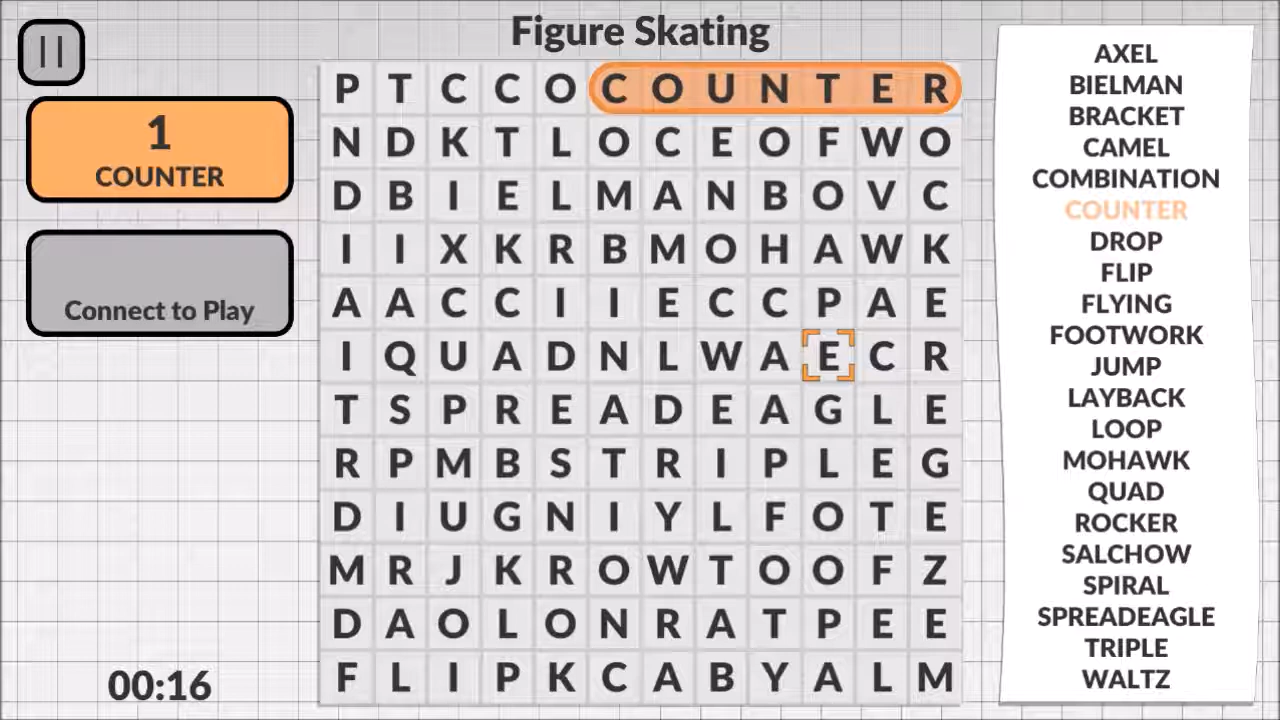 Figure Skating
1
COUNTER
Connect to Play
00:16
P T C C O C O U N T E R
N D K T L O C E O F W O
D B I E L M A N B O V C
I I X K R B M O H A W K
A A C C I I E C C P A E
I Q U A D N L W A E C R
T S P R E A D E A G L E
R P M B S T R I P L E G
D I U G N I Y L F O T E
M R J K R O W T O O F Z
D A O L O N R A T P E E
F L I P K C A B Y A L M
AXEL
BIELMAN
BRACKET
CAMEL
COMBINATION
COUNTER
DROP
FLIP
FLYING
FOOTWORK
JUMP
LAYBACK
LOOP
MOHAWK
QUAD
ROCKER
SALCHOW
SPIRAL
SPREADEAGLE
TRIPLE
WALTZ